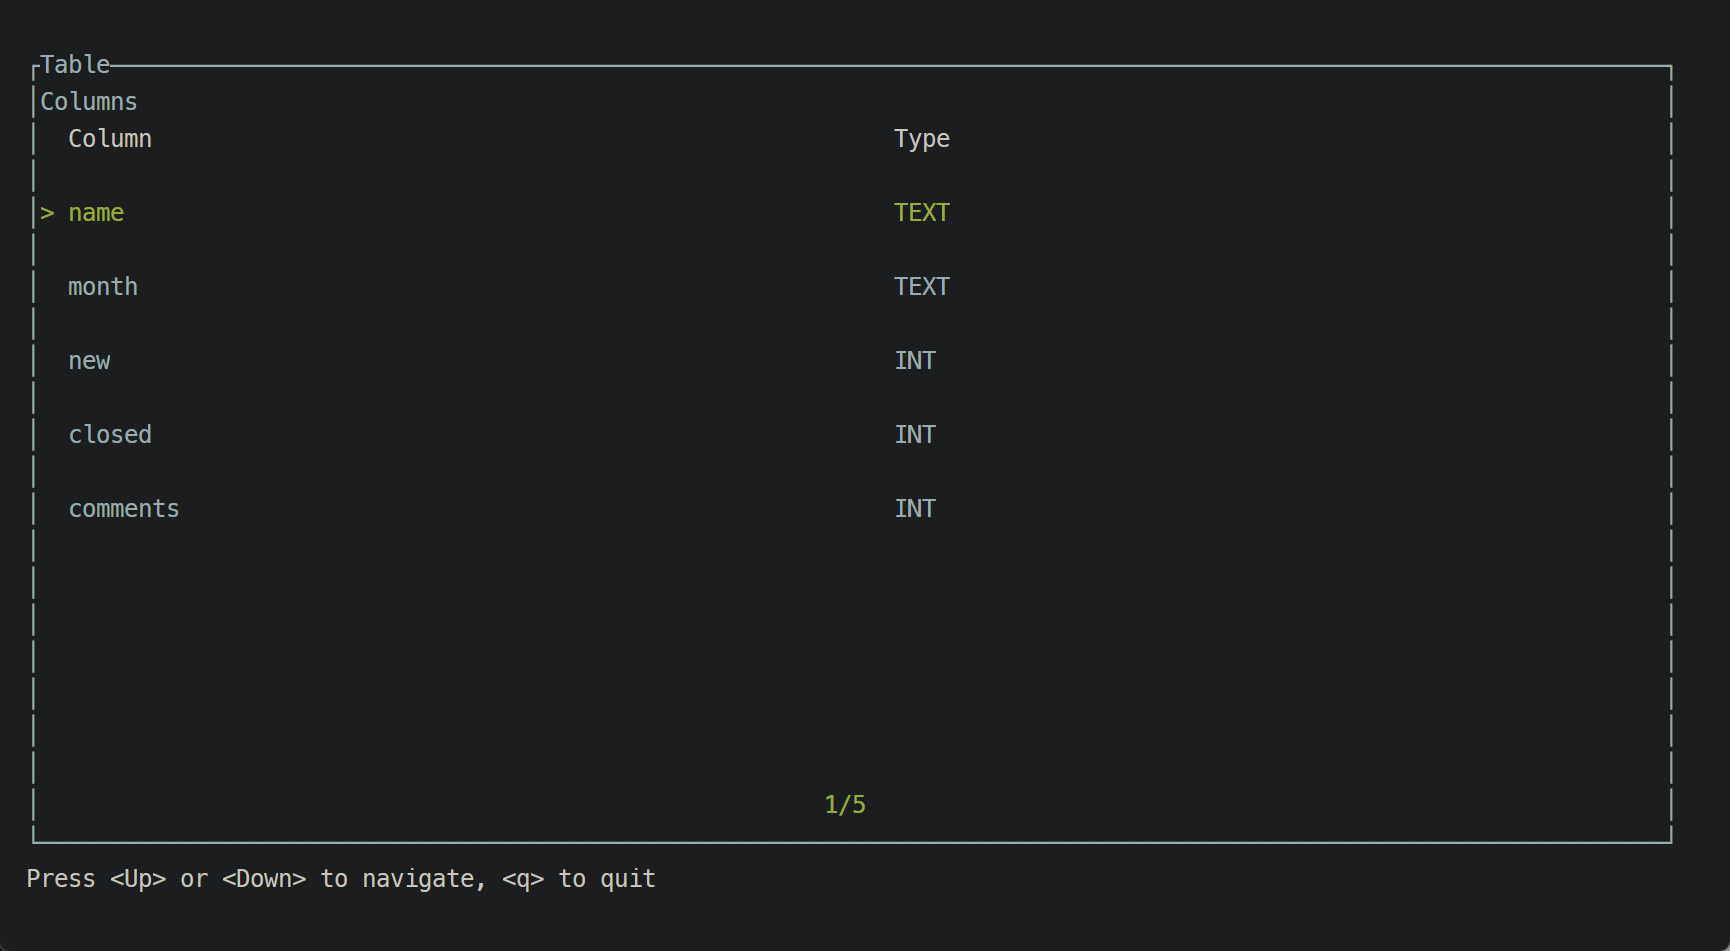 Table
Columns
Column Type
> name TEXT
month TEXT
new INT
closed INT
comments INT
1/5
Press <Up> or <Down> to navigate, <q> to quit